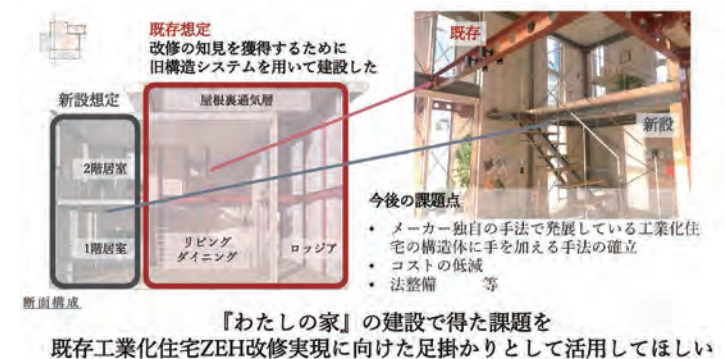 既存想定
改修の知見を獲得するために
旧構造システムを用いて建設した
既存
新設想定
屋根裏通気層
新設
2階居室
今後の課題点
• メーカー独自の手法で発展している工業化住
宅の構造体に手を加える手法の確立
• コストの低減
• 法整備 等
1階居室
リビング
ダイニング
ロッジア
断面構成
『わたしの家』の建設で得た課題を
既存工業化住宅ZEH改修実現に向けた足掛かりとして活用してほしい